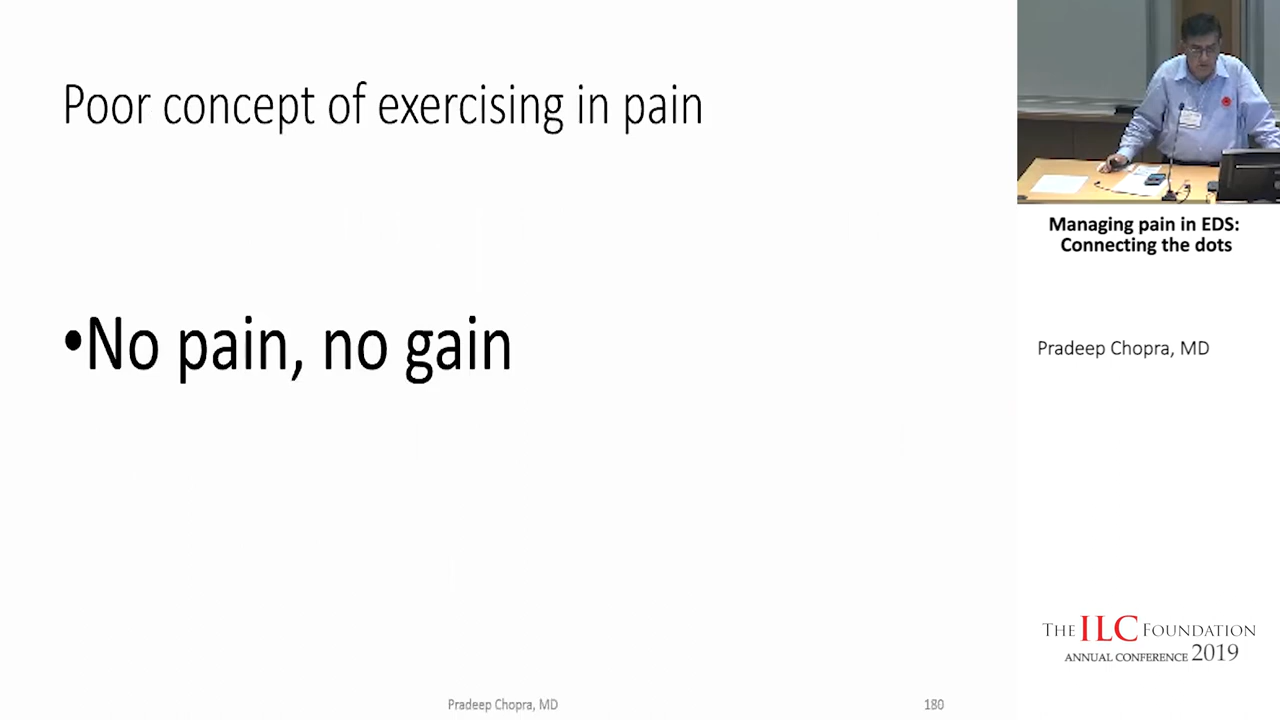 Poor concept of exercising in pain
•No pain, no gain
Pradeep Chopra, MD
180
Managing pain in EDS:
Connecting the dots
Pradeep Chopra, MD
THE ILC FOUNDATION
ANNUAL CONFERENCE 2019